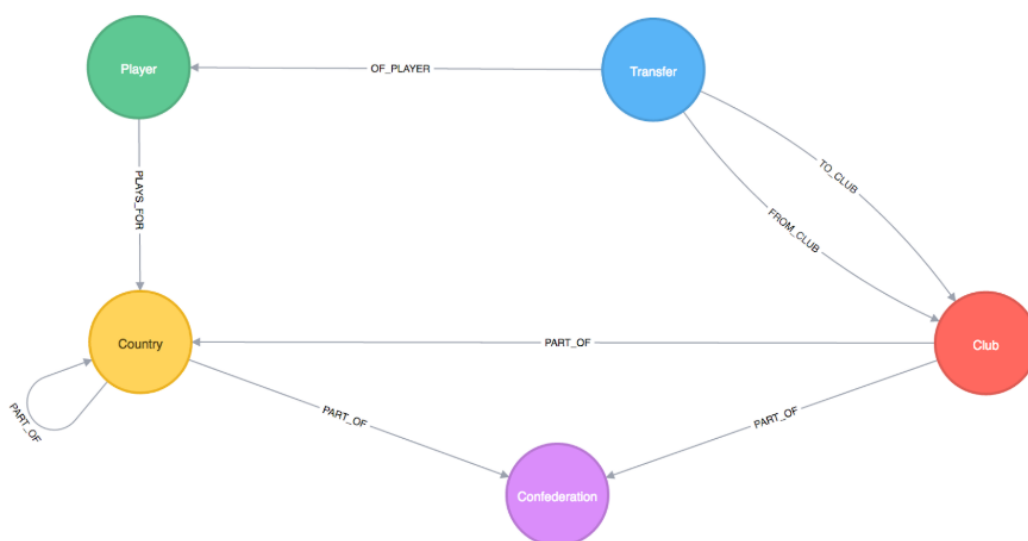 Player
OF_PLAYER
Transfer
PLAYS_FOR
TO_CLUB
FROM_CLUB
Country
PART_OF
Club
PART_OF
PART_OF
PART_OF
Confederation